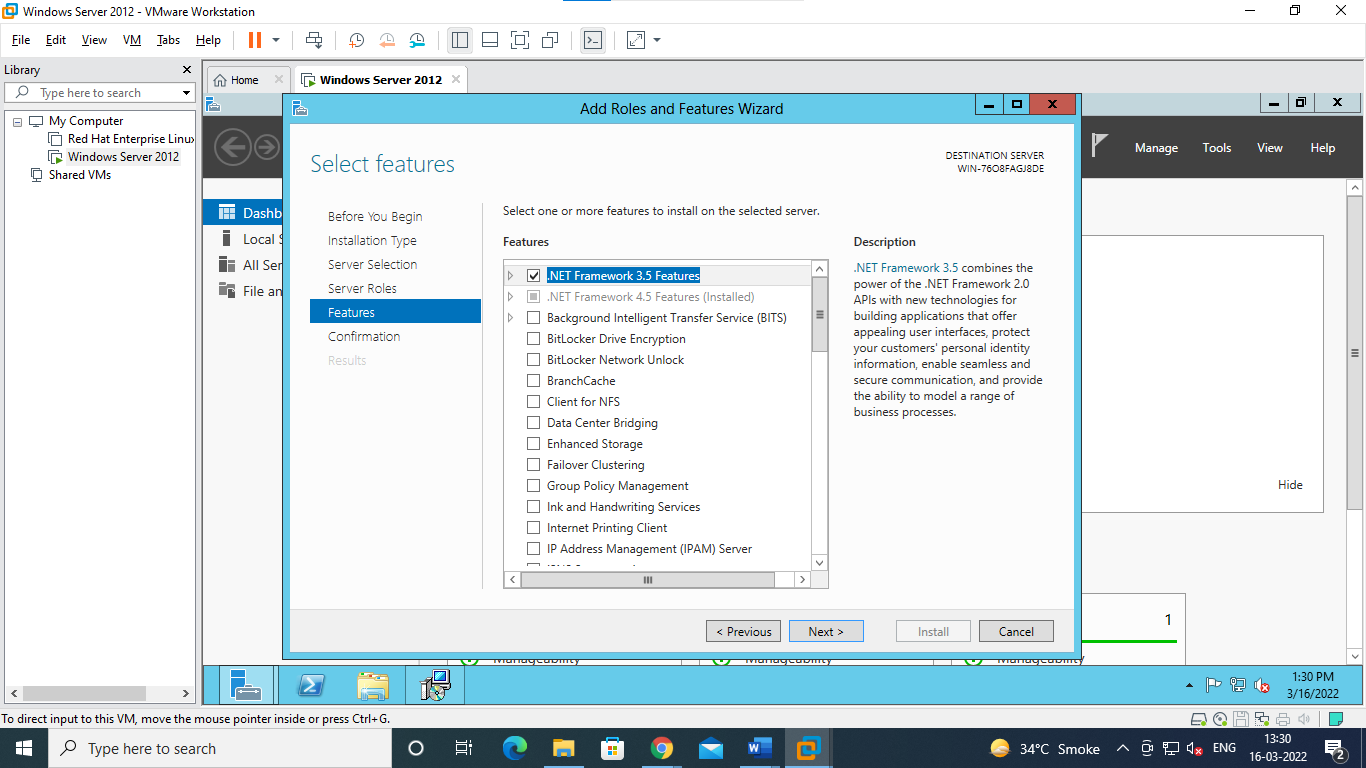 Windows Server 2012 - VMware Workstation
File Edit View VM Tabs Help
Library
Type here to search
My Computer
Red Hat Enterprise Linux
Windows Server 2012
Shared VMs
Home
Windows Server 2012
Add Roles and Features Wizard
Manage Tools View Help
Dashb
Local S
All Ser
File an
Select features
DESTINATION SERVER
WIN-76O8FAGJ8DE
Before You Begin
Installation Type
Server Selection
Server Roles
Features
Confirmation
Results
Select one or more features to install on the selected server.
Features
.NET Framework 3.5 Features
.NET Framework 4.5 Features (Installed)
Background Intelligent Transfer Service (BITS)
BitLocker Drive Encryption
BitLocker Network Unlock
BranchCache
Client for NFS
Data Center Bridging
Enhanced Storage
Failover Clustering
Group Policy Management
Ink and Handwriting Services
Internet Printing Client
IP Address Management (IPAM) Server
Description
.NET Framework 3.5 combines the
power of the .NET Framework 2.0
APIs with new technologies for
building applications that offer
appealing user interfaces, protect
your customers' personal identity
information, enable seamless and
secure communication, and provide
the ability to model a range of
business processes.
Hide
1
< Previous Next > Install Cancel
Manageability Manageability Manageability
1:30 PM
3/16/2022
To direct input to this VM, move the mouse pointer inside or press Ctrl+G.
Type here to search
34°C Smoke
ENG
13:30
16-03-2022
2